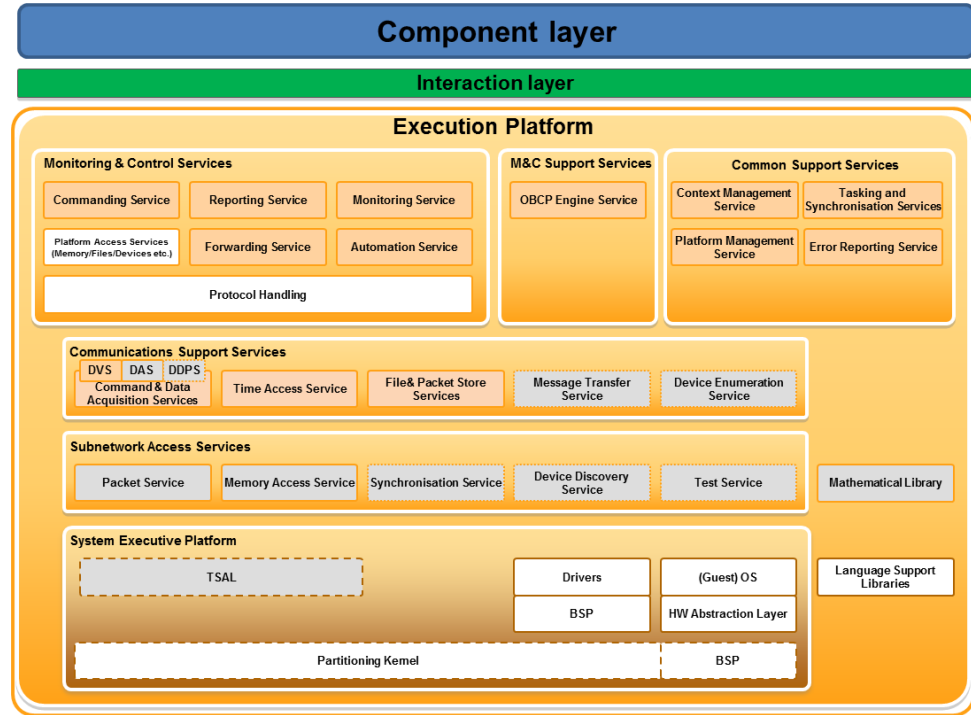 Component layer
Interaction layer
Execution Platform
Monitoring & Control Services
Commanding Service
Reporting Service
Monitoring Service
Platform Access Services
(Memory/Files/Devices etc.)
Forwarding Service
Automation Service
Protocol Handling
M&C Support Services
OBCP Engine Service
Common Support Services
Context Management
Service
Tasking and
Synchronisation Services
Platform Management
Service
Error Reporting Service
Communications Support Services
DVS
DAS
DDPS
Command & Data
Acquisition Services
Time Access Service
File& Packet Store
Services
Message Transfer
Service
Device Enumeration
Service
Subnetwork Access Services
Packet Service
Memory Access Service
Synchronisation Service
Device Discovery
Service
Test Service
Mathematical Library
System Executive Platform
TSAL
Drivers
(Guest) OS
Language Support
Libraries
BSP
HW Abstraction Layer
Partitioning Kernel
BSP